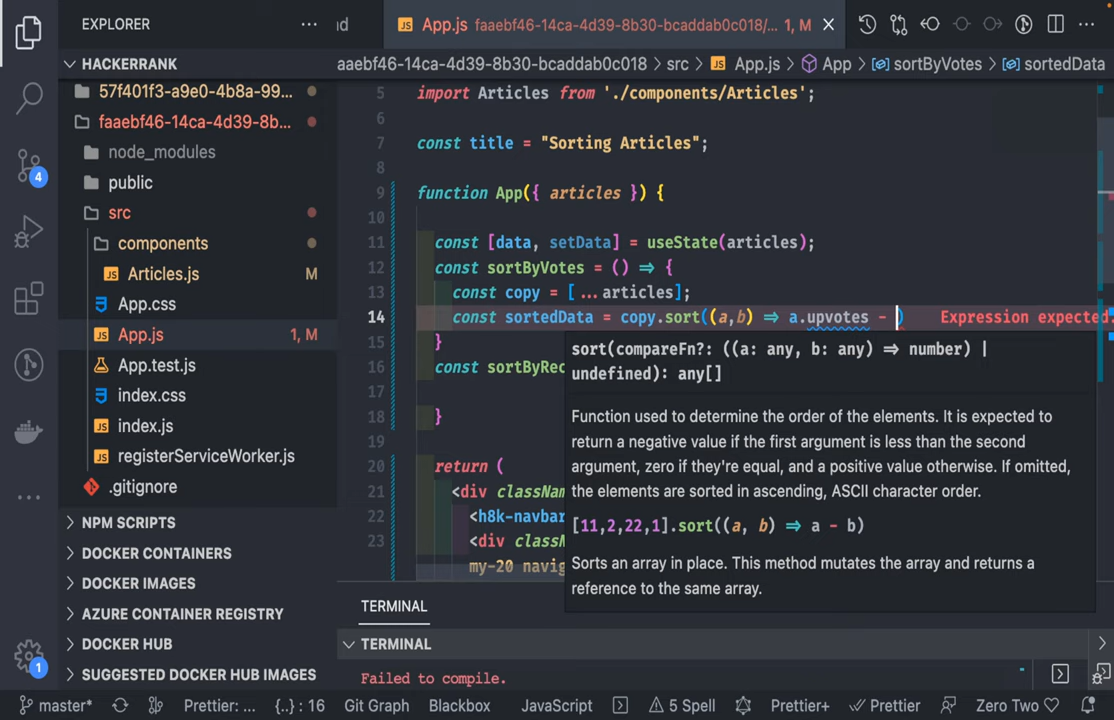 EXPLORER
HACKERRANK
57f401f3-a9e0-4b8a-99...
faaebf46-14ca-4d39-8b...
node_modules
public
src
components
JS Articles.js M
App.css
JS App.js 1, M
App.test.js
index.css
JS index.js
JS registerServiceWorker.js
.gitignore
NPM SCRIPTS
DOCKER CONTAINERS
DOCKER IMAGES
AZURE CONTAINER REGISTRY
DOCKER HUB
SUGGESTED DOCKER HUB IMAGES
4
1
JS App.js faaebf46-14ca-4d39-8b30-bcaddab0c018/... 1, M
aaebf46-14ca-4d39-8b30-bcaddab0c018 > src > JS App.js > App > sortByVotes > sortedData
5 import Articles from './components/Articles';
6
7 const title = "Sorting Articles";
8
9 function App({ articles }) {
10
11 const [data, setData] = useState(articles);
12 const sortByVotes = () => {
13 const copy = [...articles];
14 const sortedData = copy.sort((a,b) => a.upvotes - ) Expression expected.
15 }
16 const sortByRec
17
18 }
19
20 return (
21 <div classNam
22 <h8k-navbar
23 <div classN
my-20 navig
sort(compareFn?: ((a: any, b: any) => number) |
undefined): any[]
Function used to determine the order of the elements. It is expected to
return a negative value if the first argument is less than the second
argument, zero if they're equal, and a positive value otherwise. If omitted,
the elements are sorted in ascending, ASCII character order.
[11,2,22,1].sort((a, b) => a - b)
Sorts an array in place. This method mutates the array and returns a
reference to the same array.
TERMINAL
TERMINAL
Failed to compile.
master* Prettier: ... {..} : 16 Git Graph Blackbox JavaScript 5 Spell Prettier+ Prettier Zero Two